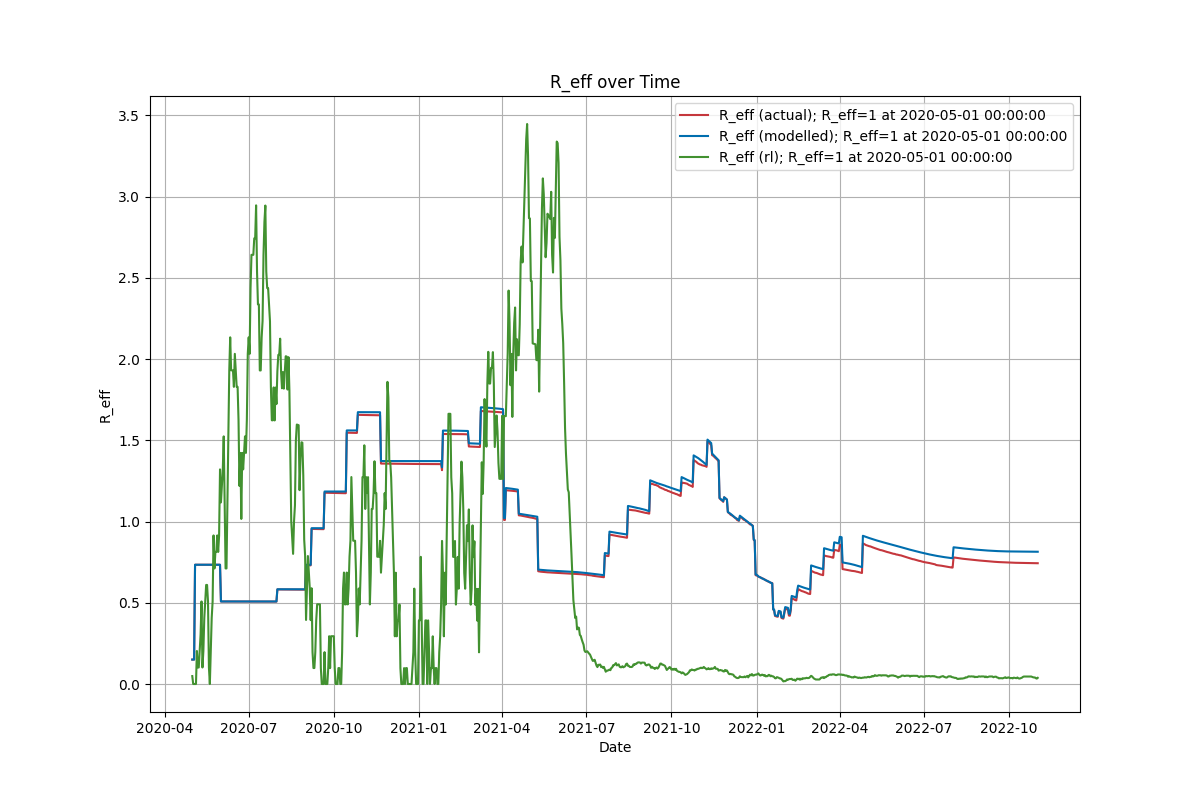 R_eff over Time
R_eff (actual); R_eff=1 at 2020-05-01 00:00:00
R_eff (modelled); R_eff=1 at 2020-05-01 00:00:00
R_eff (rl); R_eff=1 at 2020-05-01 00:00:00
3.5
3.0
2.5
2.0
1.5
1.0
0.5
0.0
R_eff
2020-04 2020-07 2020-10 2021-01 2021-04 2021-07 2021-10 2022-01 2022-04 2022-07 2022-10
Date